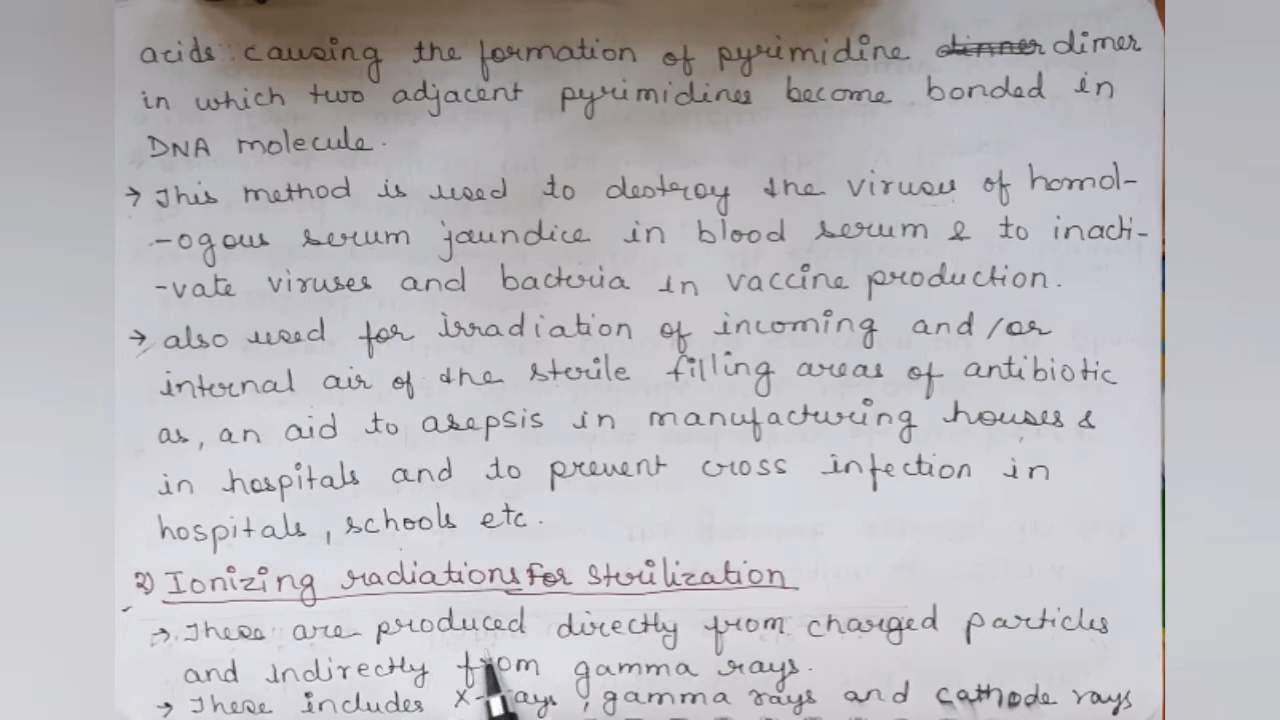 acids causing the formation of pyrimidine dinner dimer
in which two adjacent pyrimidines become bonded in
DNA molecule.
→ This method is used to destroy the viruses of homol-
-ogous serum jaundice in blood serum & to inacti-
-vate viruses and bacteria in vaccine production.
→ also used for irradiation of incoming and/or
internal air of the sterile filling areas of antibiotic
as, an aid to asepsis in manufacturing houses &
in hospitals and to prevent cross infection in
hospitals, schools etc.
2) Ionizing radiations For Sterilization
→ These are produced directly from charged particles
and indirectly from gamma rays.
→ These includes X-rays, gamma rays and cathode rays